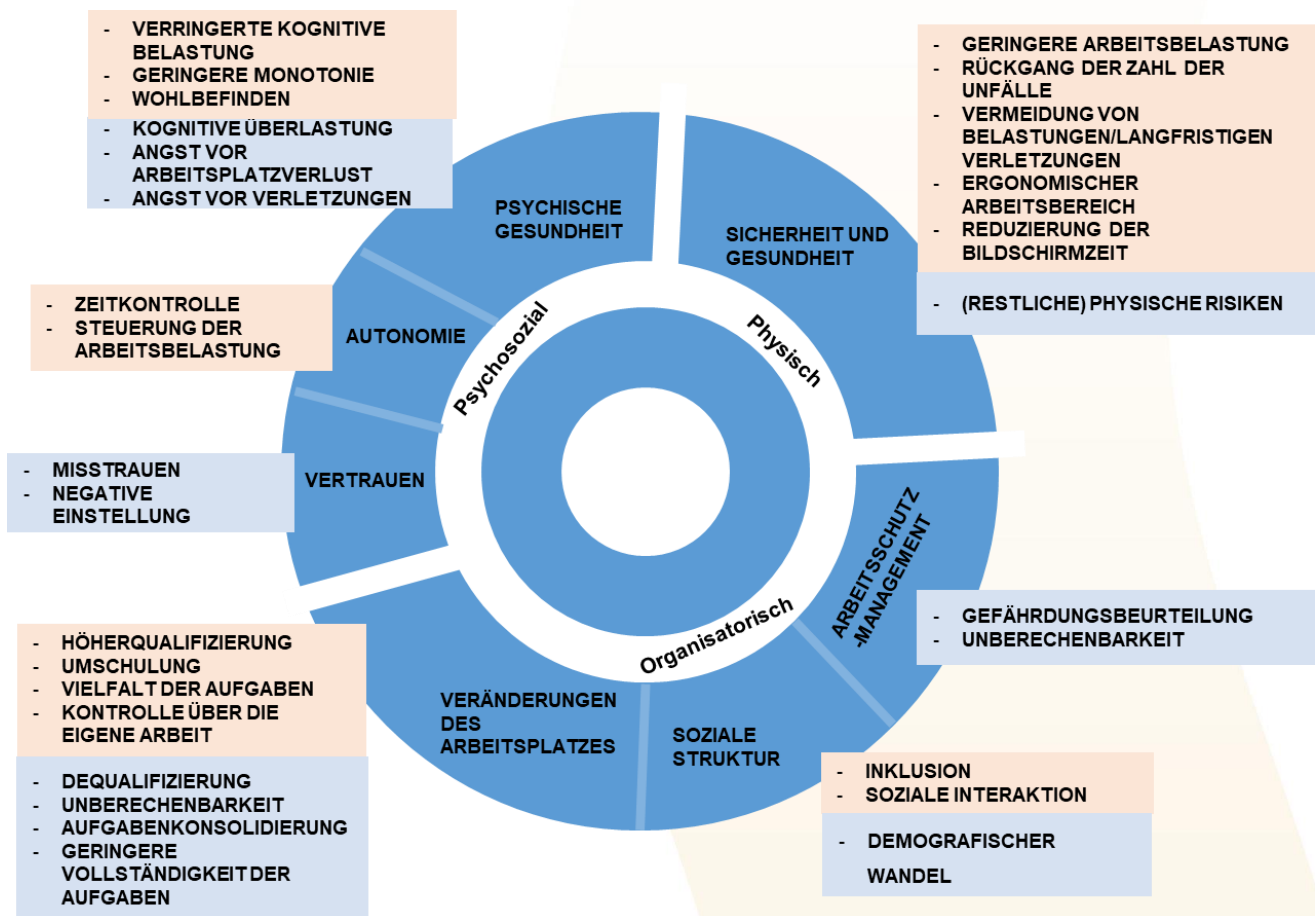 - VERRINGERTE KOGNITIVE
BELASTUNG
- GERINGERE MONOTONIE
- WOHLBEFINDEN
- KOGNITIVE ÜBERLASTUNG
- ANGST VOR
ARBEITSPLATZVERLUST
- ANGST VOR VERLETZUNGEN
- GERINGERE ARBEITSBELASTUNG
- RÜCKGANG DER ZAHL DER
UNFÄLLE
- VERMEIDUNG VON
BELASTUNGEN/LANGFRISTIGEN
VERLETZUNGEN
- ERGONOMISCHER
ARBEITSBEREICH
- REDUZIERUNG DER
BILDSCHIRMZEIT
- (RESTLICHE) PHYSISCHE RISIKEN
PSYCHISCHE
GESUNDHEIT
SICHERHEIT UND
GESUNDHEIT
- ZEITKONTROLLE
- STEUERUNG DER
ARBEITSBELASTUNG
AUTONOMIE
Psychosozial
Physisch
- MISSTRAUEN
- NEGATIVE
EINSTELLUNG
VERTRAUEN
ARBEITSSCHUTZ
-MANAGEMENT
- GEFÄHRDUNGSBEURTEILUNG
- UNBERECHENBARKEIT
Organisatorisch
- HÖHERQUALIFIZIERUNG
- UMSCHULUNG
- VIELFALT DER AUFGABEN
- KONTROLLE ÜBER DIE
EIGENE ARBEIT
- DEQUALIFIZIERUNG
- UNBERECHENBARKEIT
- AUFGABENKONSOLIDIERUNG
- GERINGERE
VOLLSTÄNDIGKEIT DER
AUFGABEN
VERÄNDERUNGEN
DES
ARBEITSPLATZES
SOZIALE
STRUKTUR
- INKLUSION
- SOZIALE INTERAKTION
- DEMOGRAFISCHER
WANDEL